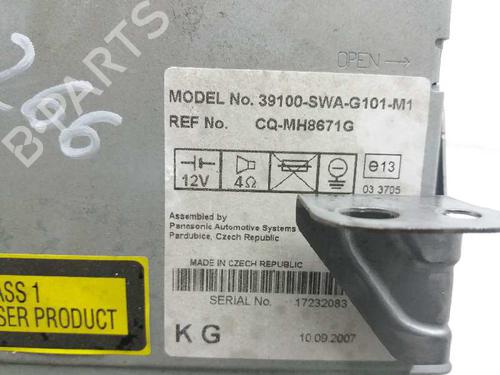 B-PARTS
OPEN
MODEL No. 39100-SWA-G101-M1
REF No. CQ-MH8671G
12V 4Ω e13
03 3705
Assembled by
Panasonic Automotive Systems
Pardubice, Czech Republic
MADE IN CZECH REPUBLIC
SERIAL No. 17232083
KG 10.09.2007
ASS 1
SER PRODUCT